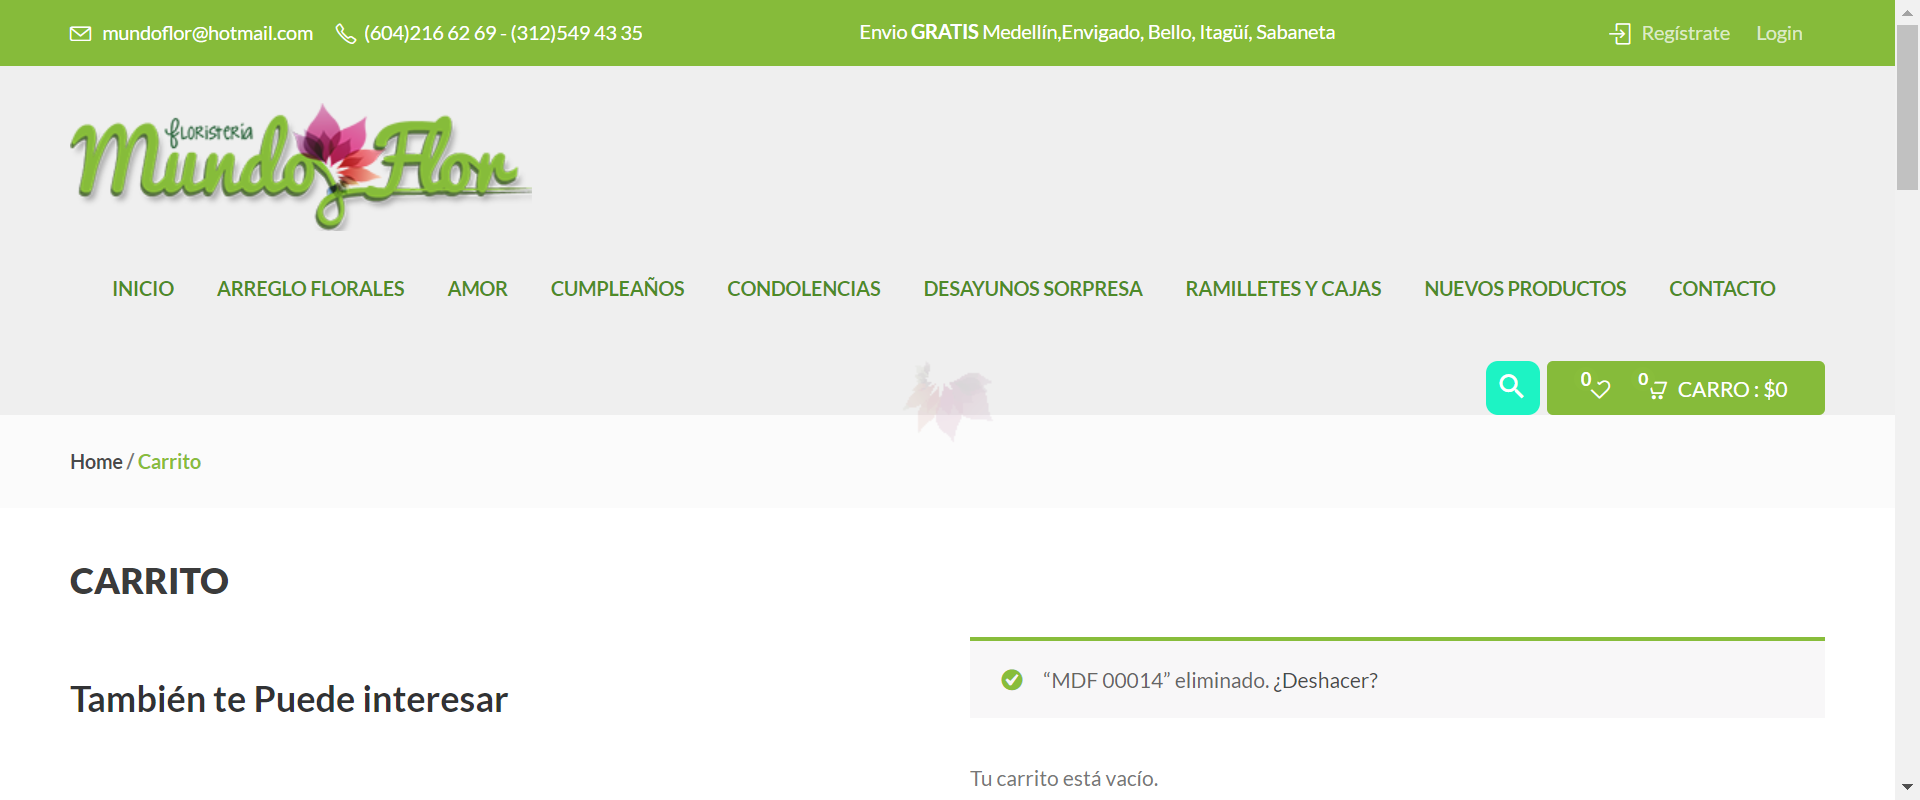 mundoflor@hotmail.com (604)216 62 69 - (312)549 43 35 Envio GRATIS Medellín,Envigado, Bello, Itagüí, Sabaneta Regístrate Login
floristería
Mundo Flor
INICIO ARREGLO FLORALES AMOR CUMPLEAÑOS CONDOLENCIAS DESAYUNOS SORPRESA RAMILLETES Y CAJAS NUEVOS PRODUCTOS CONTACTO
0 0 CARRO : $0
Home / Carrito
CARRITO
También te Puede interesar
“MDF 00014” eliminado. ¿Deshacer?
Tu carrito está vacío.